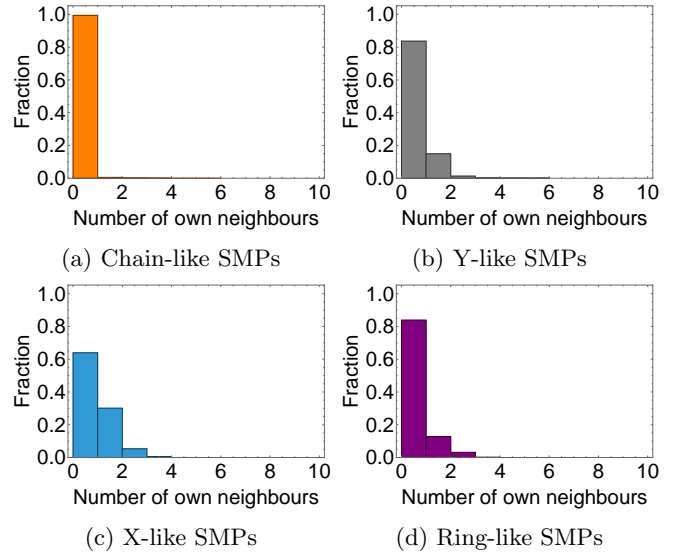 1.0
0.8
0.6
0.4
0.2
0.0
Fraction
0 2 4 6 8 10
Number of own neighbours
(a) Chain-like SMPs
1.0
0.8
0.6
0.4
0.2
0.0
Fraction
0 2 4 6 8 10
Number of own neighbours
(b) Y-like SMPs
1.0
0.8
0.6
0.4
0.2
0.0
Fraction
0 2 4 6 8 10
Number of own neighbours
(c) X-like SMPs
1.0
0.8
0.6
0.4
0.2
0.0
Fraction
0 2 4 6 8 10
Number of own neighbours
(d) Ring-like SMPs